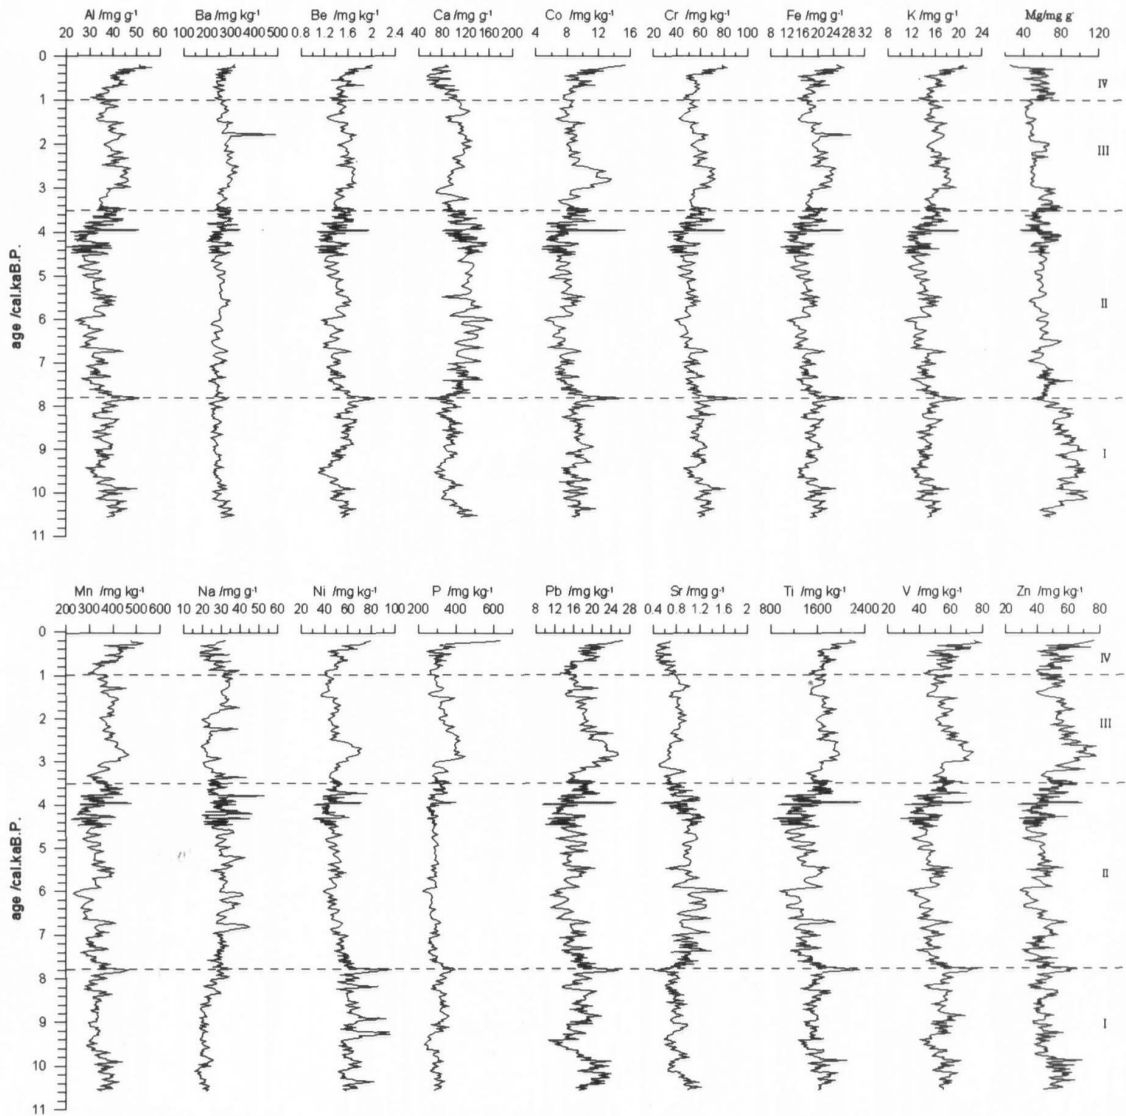 Al /mg g⁻¹ Ba/mg kg⁻¹ Be /mg kg⁻¹ Ca/mg g⁻¹ Co /mg kg⁻¹ Cr /mg kg⁻¹ Fe /mg g⁻¹ K /mg g⁻¹ Mg/mg g⁻
20 30 40 50 60 100 200 300 400 500 0.8 1.2 1.6 2 2.4 40 80 120 160 200 4 8 12 16 20 40 60 80 100 8 12 16 20 24 28 32 8 12 16 20 24 40 80 120
0
IV
1
2
III
3
4
5
II
6
7
8
9
I
10
11
age /cal.kaB.P.
Mn /mg kg⁻¹ Na/mg kg⁻¹ Ni /mg kg⁻¹ P /mg kg⁻¹ Pb/mg kg⁻¹ Sr/mg g⁻¹ Ti /mg kg⁻¹ V /mg kg⁻¹ Zn /mg kg⁻¹
200 300 400 500 600 10 20 30 40 50 60 20 40 60 80 100 200 400 600 8 12 16 20 24 28 0.4 0.8 1.2 1.6 2 800 1600 2400 20 40 60 80 20 40 60 80
0
IV
1
2
III
3
4
5
II
6
7
8
9
I
10
11
age /cal.kaB.P.